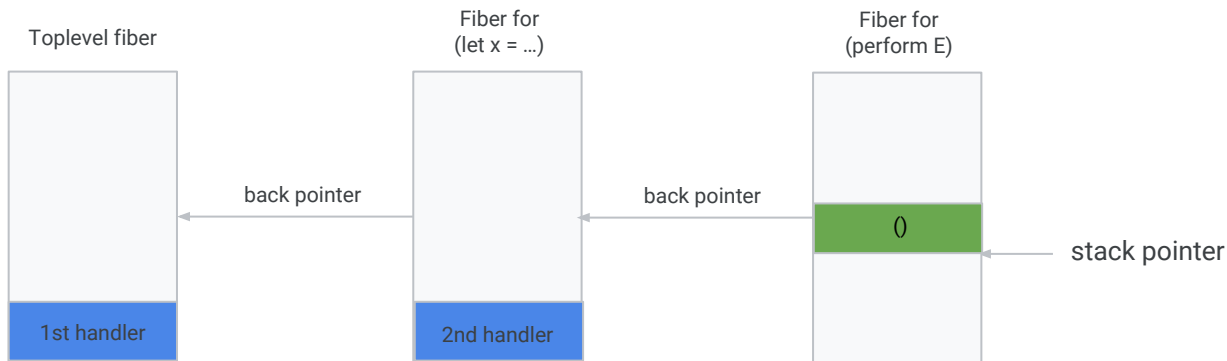 Toplevel fiber
Fiber for
(let x = …)
Fiber for
(perform E)
back pointer
back pointer
()
stack pointer
1st handler
2nd handler